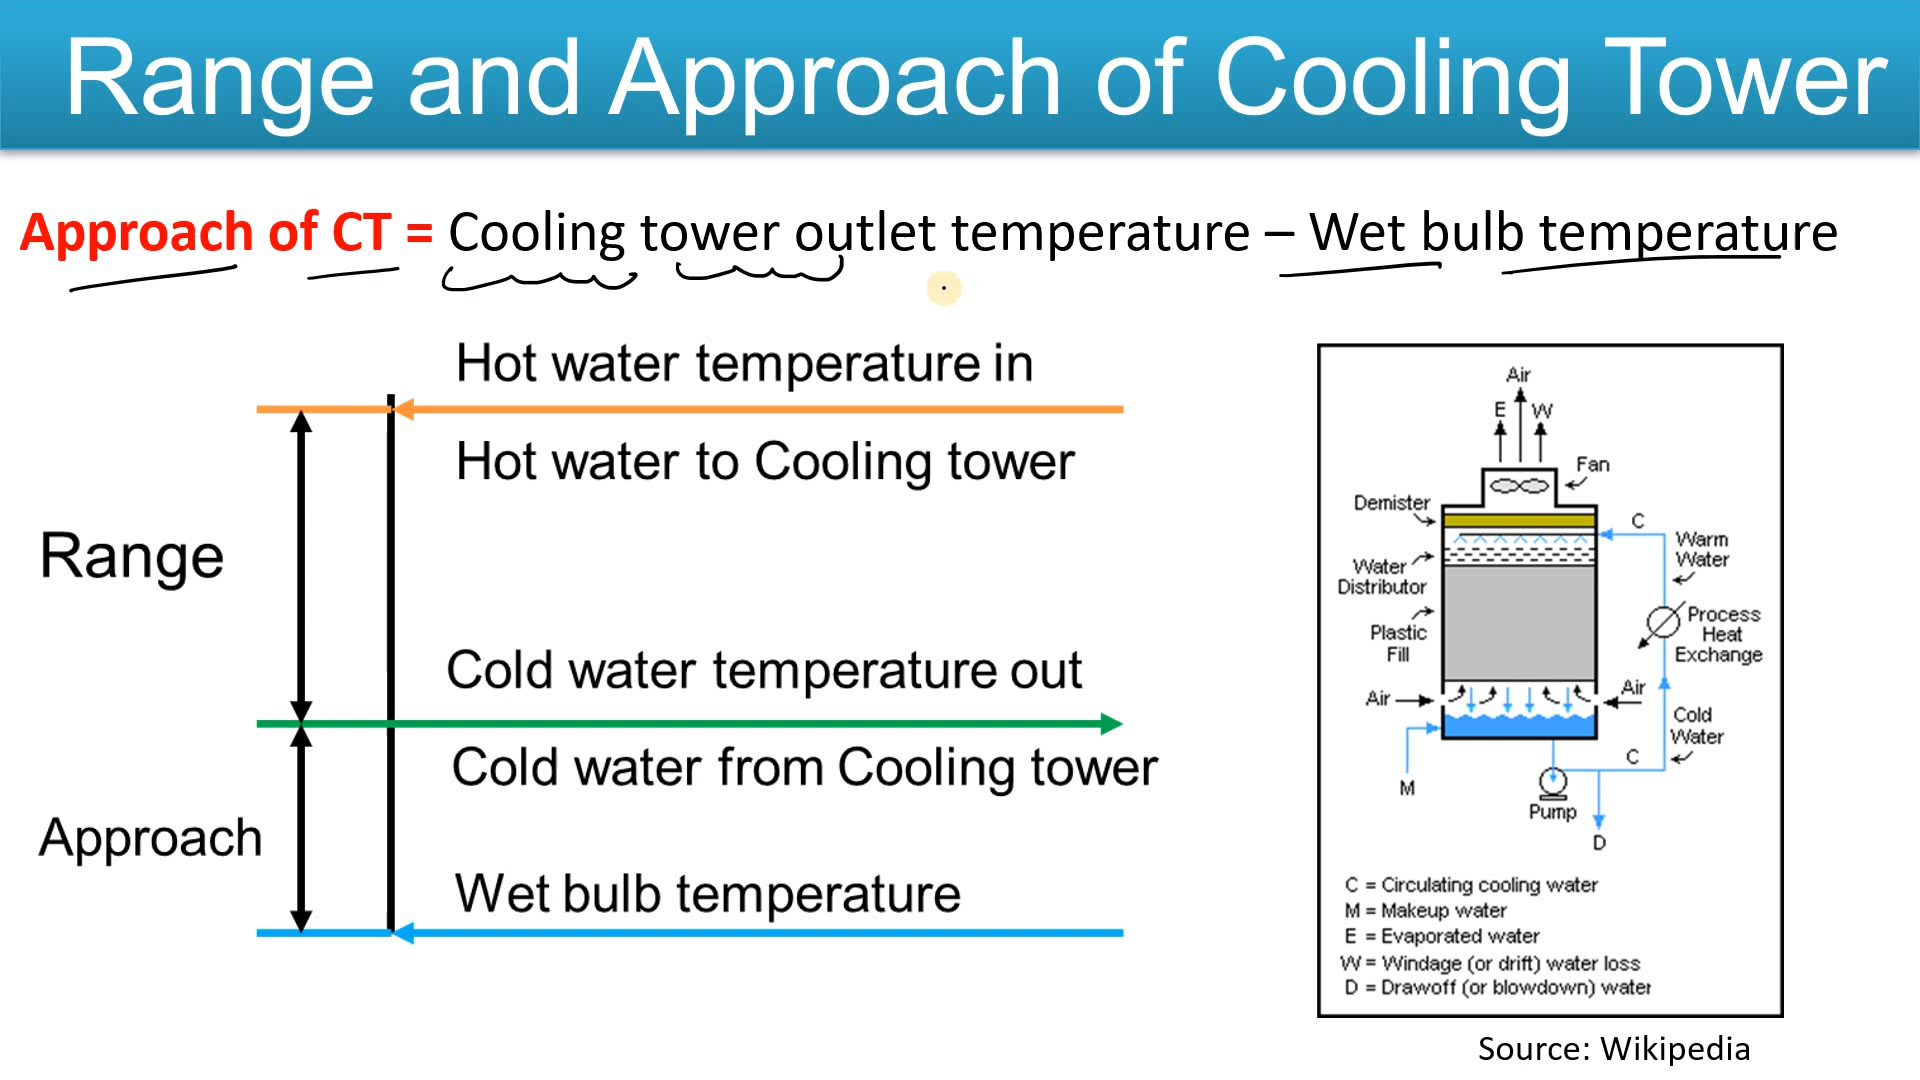 Range and Approach of Cooling Tower
Approach of CT = Cooling tower outlet temperature – Wet bulb temperature
Hot water temperature in
Hot water to Cooling tower
Range
Cold water temperature out
Cold water from Cooling tower
Approach
Wet bulb temperature
Air
E
W
Fan
Demister
C
Warm
Water
Water
Distributor
Process
Heat
Exchange
Plastic
Fill
Air
Air
Cold
Water
C
M
Pump
D
C = Circulating cooling water
M = Makeup water
E = Evaporated water
W = Windage (or drift) water loss
D = Drawoff (or blowdown) water
Source: Wikipedia